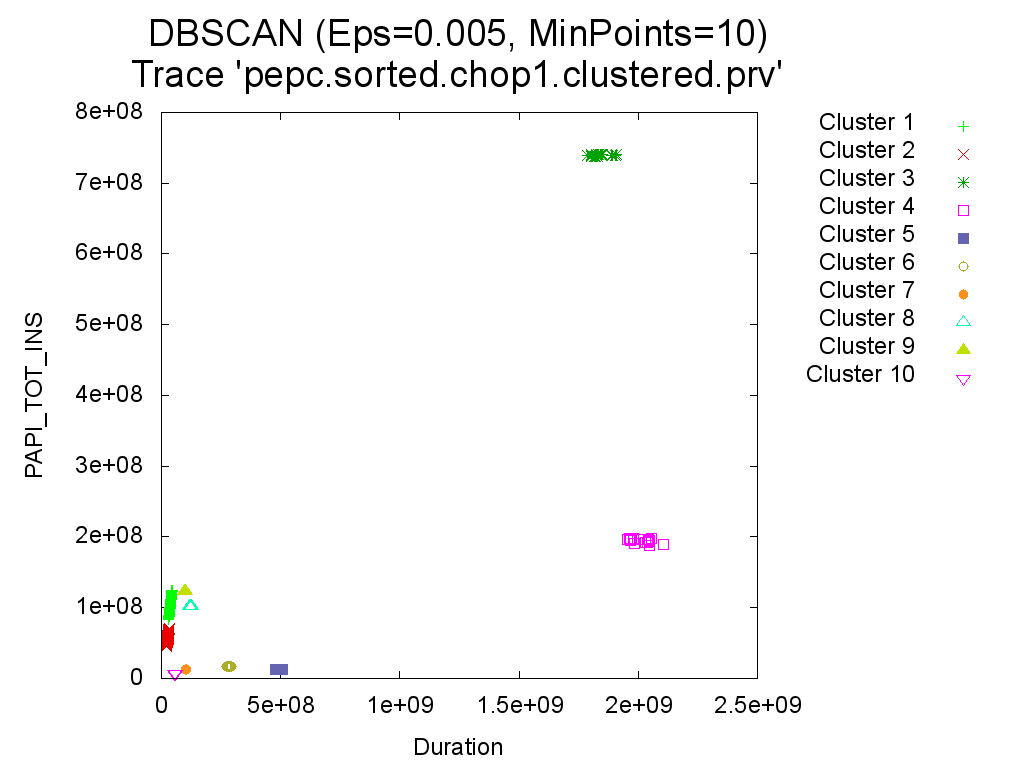 DBSCAN (Eps=0.005, MinPoints=10)
Trace 'pepc.sorted.chop1.clustered.prv'
8e+08
7e+08
6e+08
5e+08
4e+08
3e+08
2e+08
1e+08
0
PAPI_TOT_INS
0
5e+08
1e+09
1.5e+09
2e+09
2.5e+09
Duration
Cluster 1
Cluster 2
Cluster 3
Cluster 4
Cluster 5
Cluster 6
Cluster 7
Cluster 8
Cluster 9
Cluster 10